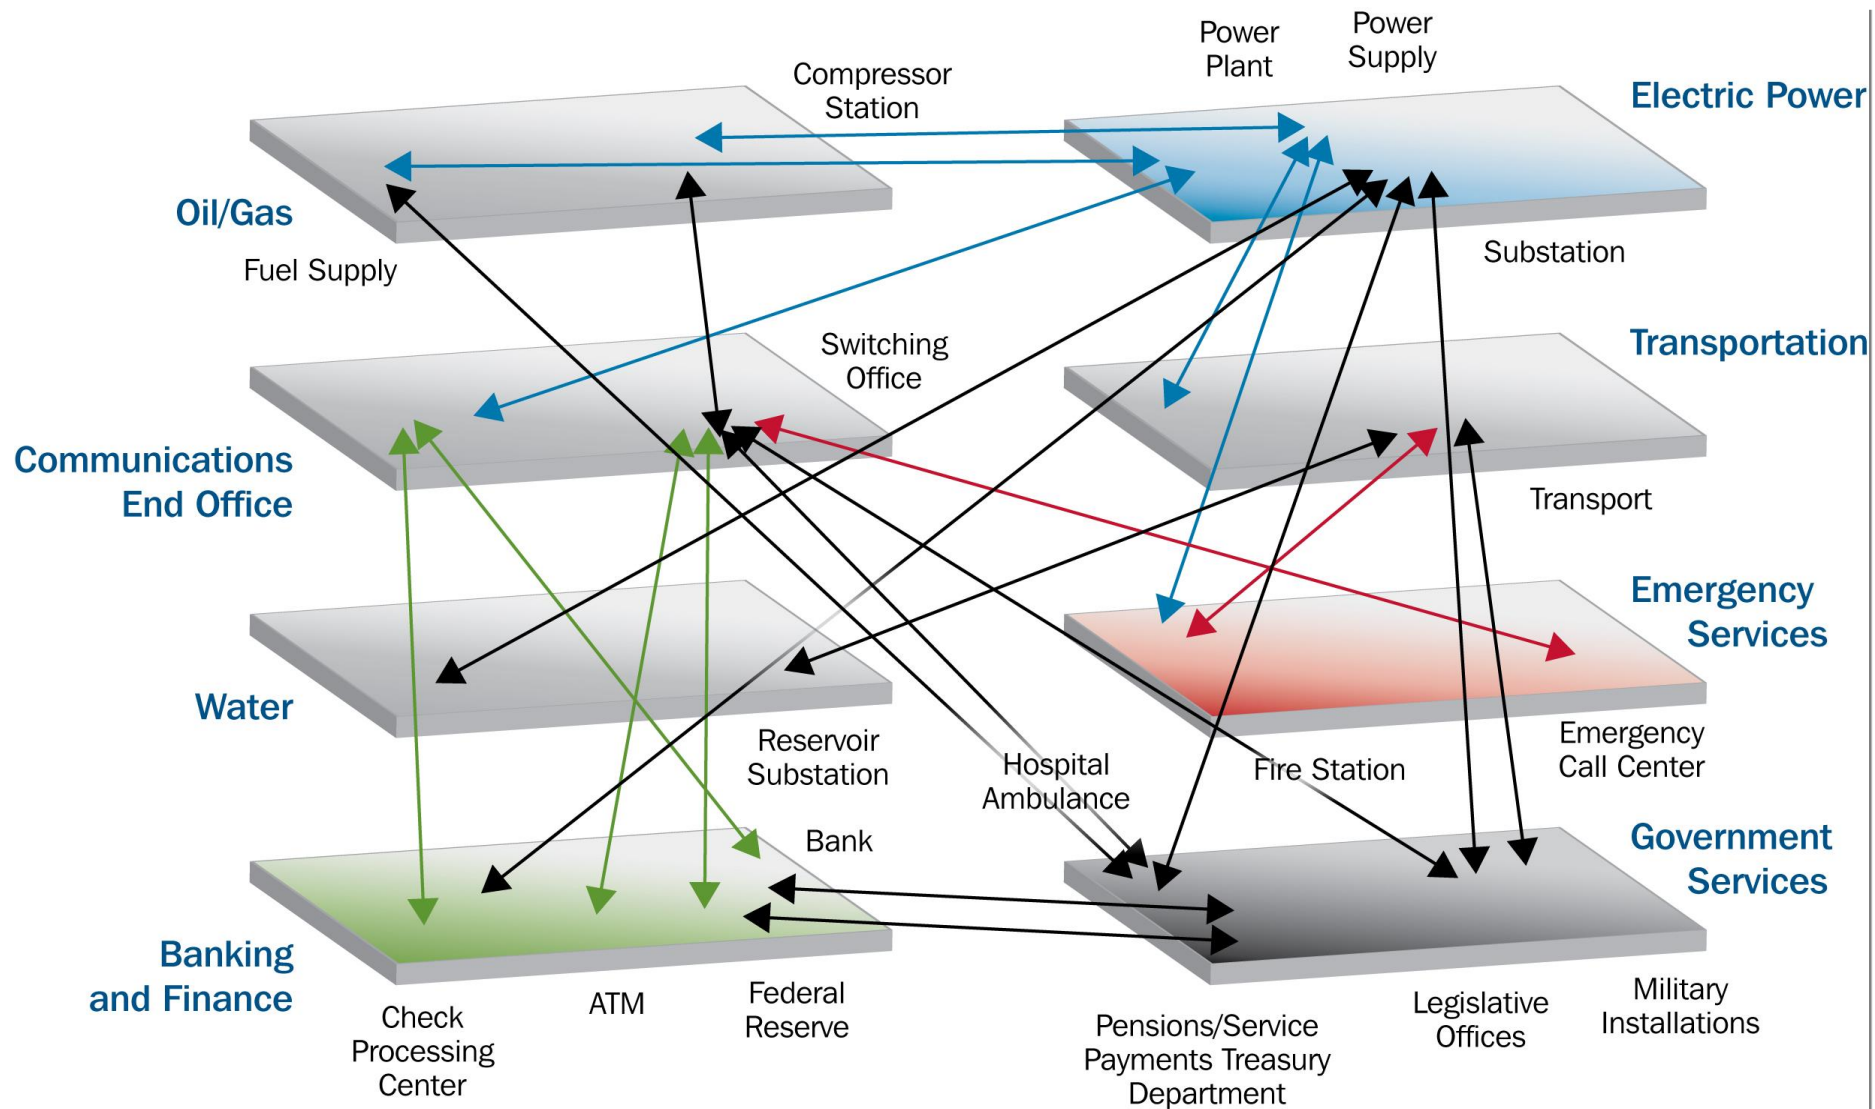 Power
Plant
Power
Supply
Compressor
Station
Electric Power
Oil/Gas
Fuel Supply
Substation
Switching
Office
Transportation
Communications
End Office
Transport
Emergency
Services
Water
Reservoir
Substation
Hospital
Ambulance
Fire Station
Emergency
Call Center
Bank
Government
Services
Banking
and Finance
Check
Processing
Center
ATM
Federal
Reserve
Pensions/Service
Payments Treasury
Department
Legislative
Offices
Military
Installations